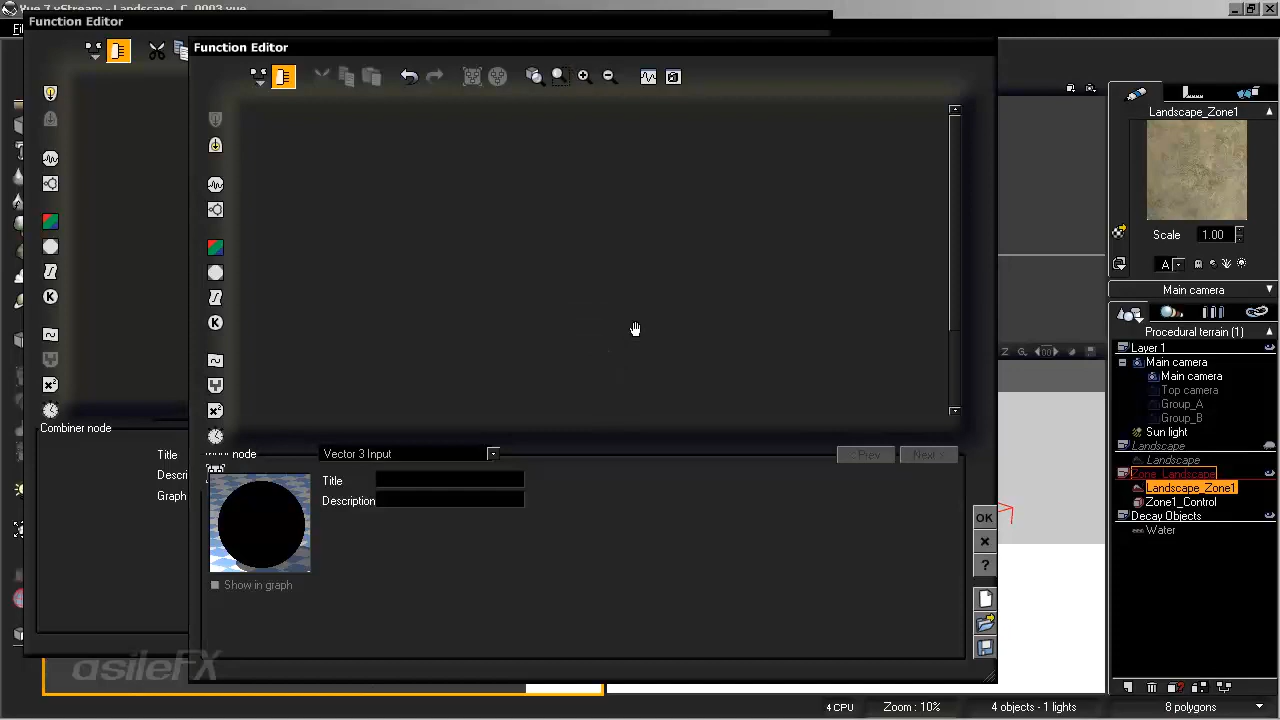 Vue 7 xStream - Landscape_C_0003.vue
Function Editor
Function Editor
Landscape_Zone1
Scale 1.00
A
Main camera
Procedural terrain (1)
Layer 1
Main camera
Main camera
Top camera
Group_A
Group_B
Sun light
Landscape
Landscape
Zone_Landscape
Landscape_Zone1
Zone1_Control
Decay Objects
Water
K
K
Combiner node
Title
Descri
Graph
node
Vector 3 Input
< Prev
Next >
Title
Description
Show in graph
OK
?
asileFX
4 CPU
Zoom : 10%
4 objects - 1 lights
8 polygons